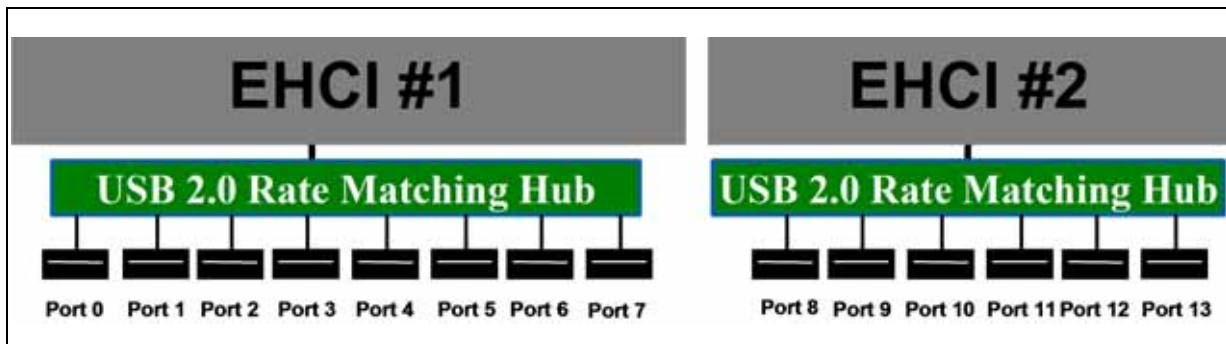 EHCI #1
EHCI #2
USB 2.0 Rate Matching Hub
USB 2.0 Rate Matching Hub
Port 0 Port 1 Port 2 Port 3 Port 4 Port 5 Port 6 Port 7
Port 8 Port 9 Port 10 Port 11 Port 12 Port 13